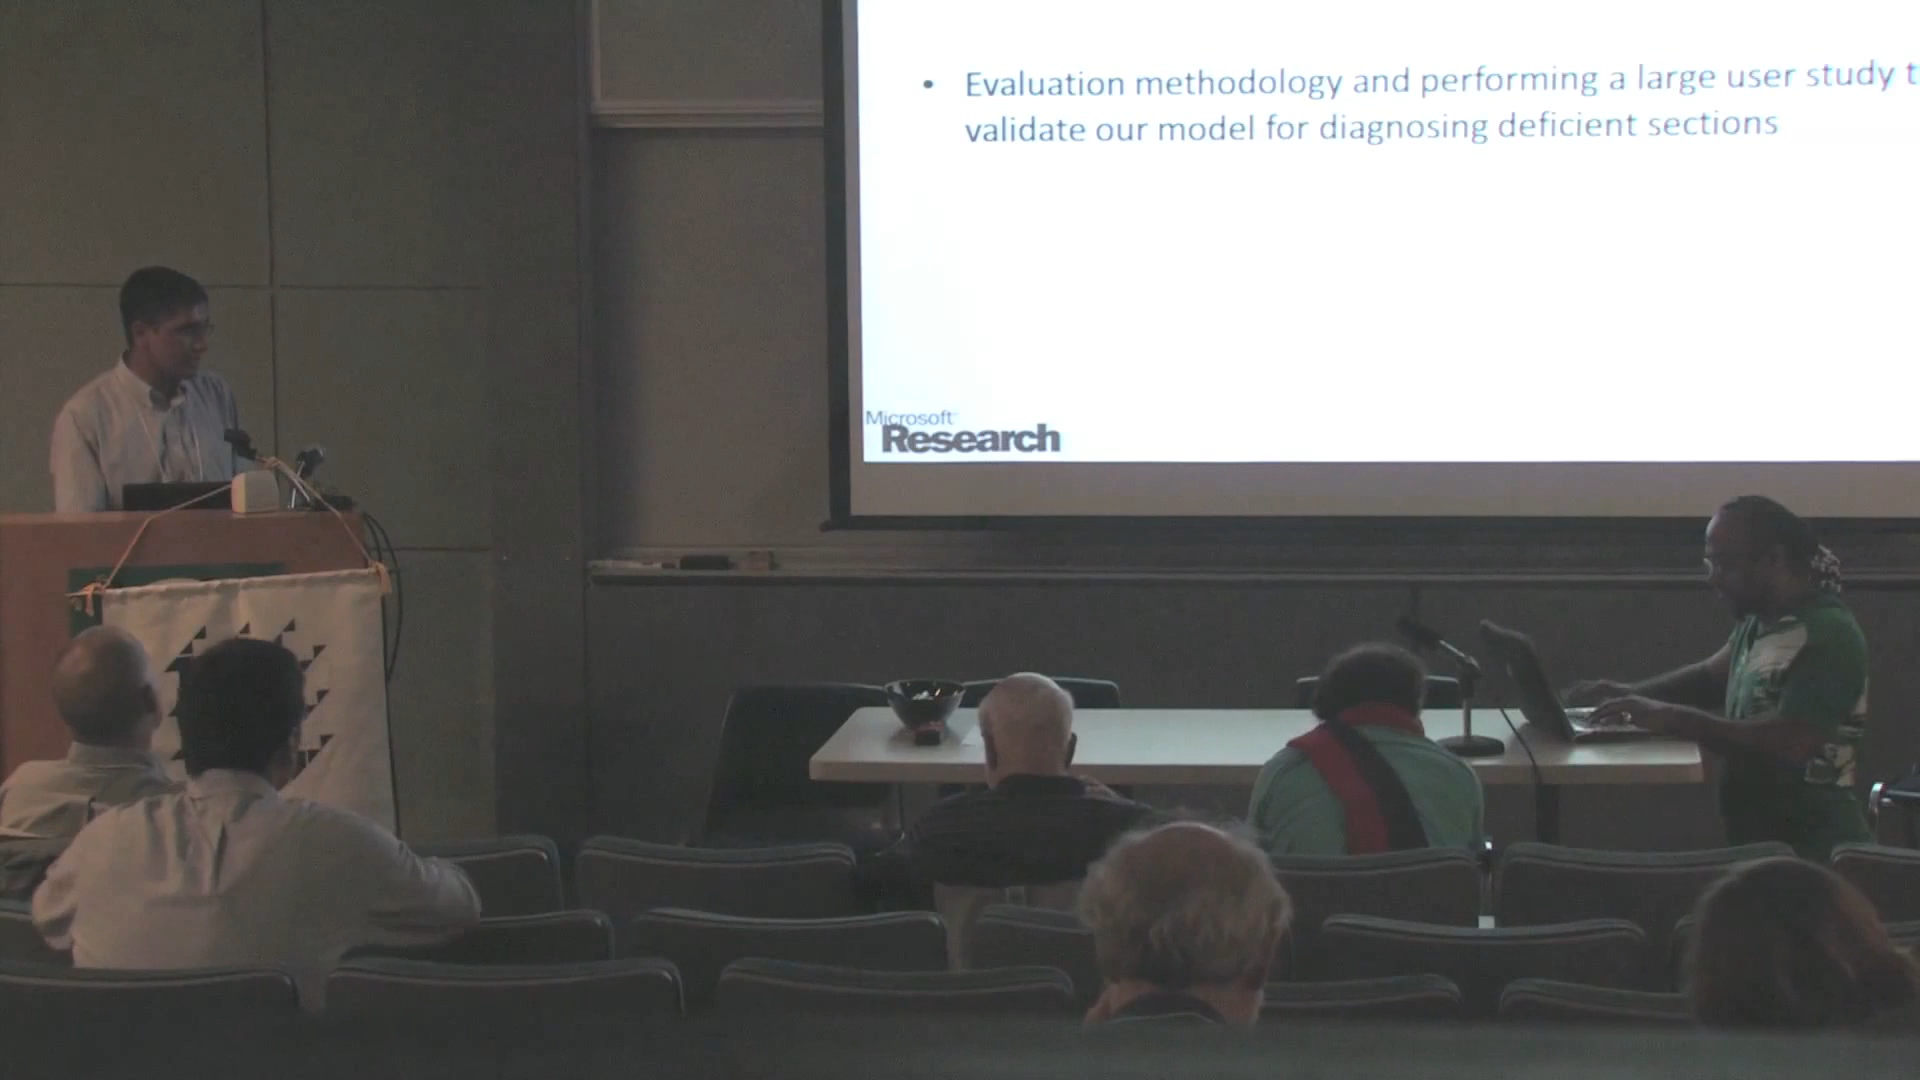 • Evaluation methodology and performing a large user study t
validate our model for diagnosing deficient sections
Microsoft
Research